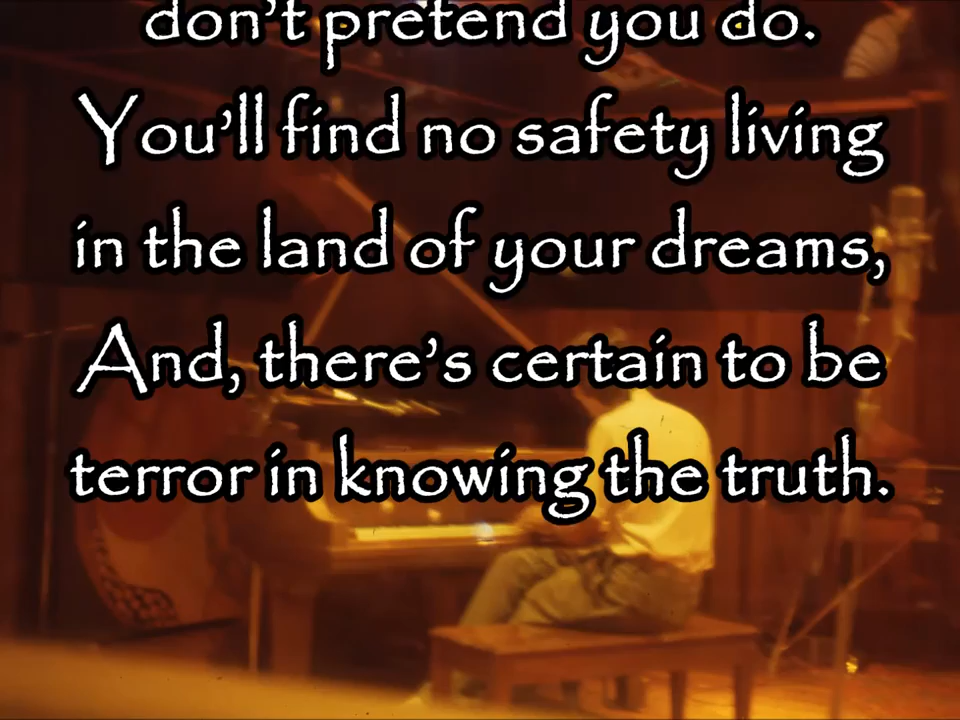 don't pretend you do.
You'll find no safety living
in the land of your dreams,
And, there's certain to be
terror in knowing the truth.